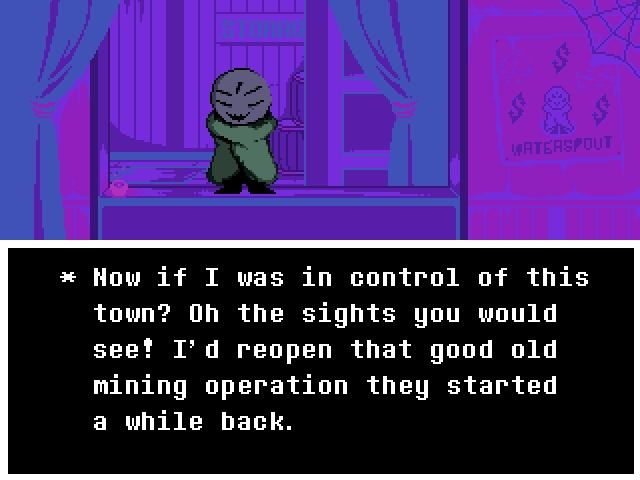 STORAG
WATERSPOUT
* Now if I was in control of this
town? Oh the sights you would
see! I'd reopen that good old
mining operation they started
a while back.